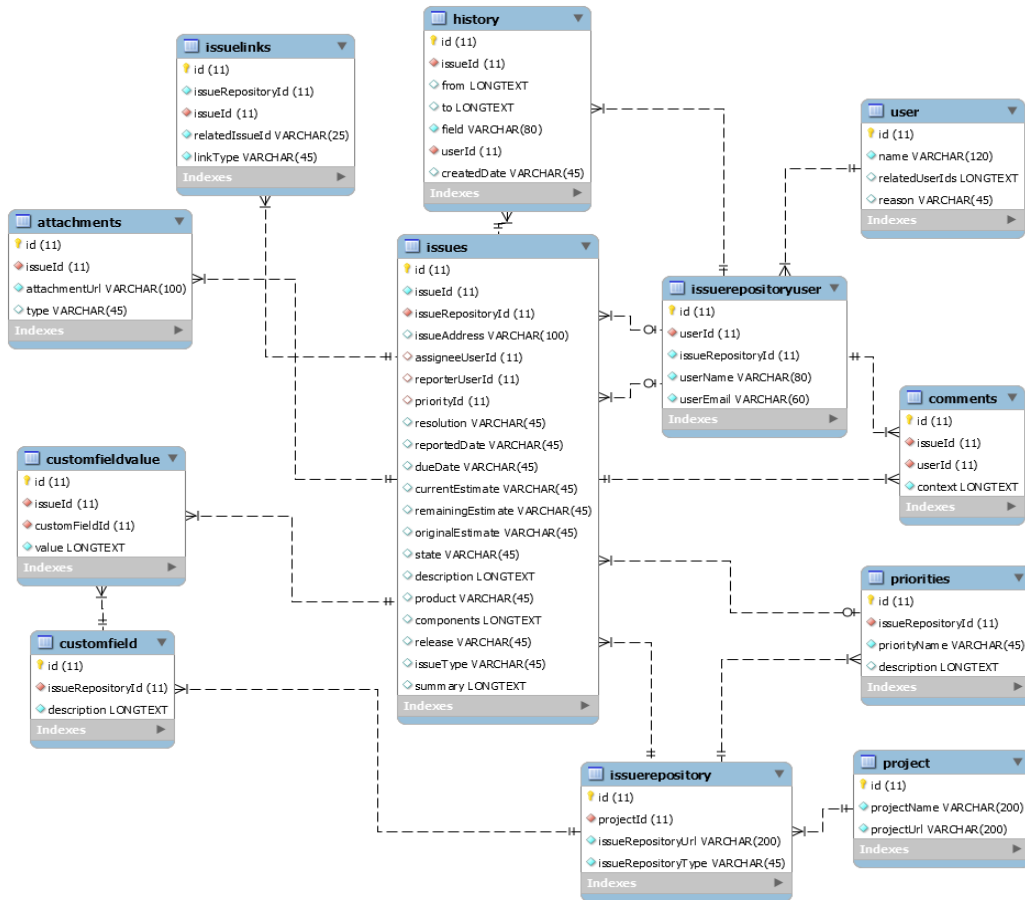 history
id (11)
issueId (11)
from LONGTEXT
to LONGTEXT
field VARCHAR(80)
userId (11)
createdDate VARCHAR(45)
Indexes
issuelinks
id (11)
issueRepositoryId (11)
issueId (11)
relatedIssueId VARCHAR(25)
linkType VARCHAR(45)
Indexes
user
id (11)
name VARCHAR(120)
relatedUserIds LONGTEXT
reason VARCHAR(45)
Indexes
attachments
id (11)
issueId (11)
attachmentUrl VARCHAR(100)
type VARCHAR(45)
Indexes
issues
id (11)
issueId (11)
issueRepositoryId (11)
issueAddress VARCHAR(100)
assigneeUserId (11)
reporterUserId (11)
priorityId (11)
resolution VARCHAR(45)
reportedDate VARCHAR(45)
dueDate VARCHAR(45)
currentEstimate VARCHAR(45)
remainingEstimate VARCHAR(45)
originalEstimate VARCHAR(45)
state VARCHAR(45)
description LONGTEXT
product VARCHAR(45)
components LONGTEXT
release VARCHAR(45)
issueType VARCHAR(45)
summary LONGTEXT
Indexes
issuerepositoryuser
id (11)
userId (11)
issueRepositoryId (11)
userName VARCHAR(80)
userEmail VARCHAR(60)
Indexes
comments
id (11)
issueId (11)
userId (11)
context LONGTEXT
Indexes
customfieldvalue
id (11)
issueId (11)
customFieldId (11)
value LONGTEXT
Indexes
priorities
id (11)
issueRepositoryId (11)
priorityName VARCHAR(45)
description LONGTEXT
Indexes
customfield
id (11)
issueRepositoryId (11)
description LONGTEXT
Indexes
issuerepository
id (11)
projectId (11)
issueRepositoryUrl VARCHAR(200)
issueRepositoryType VARCHAR(45)
Indexes
project
id (11)
projectName VARCHAR(200)
projectUrl VARCHAR(200)
Indexes